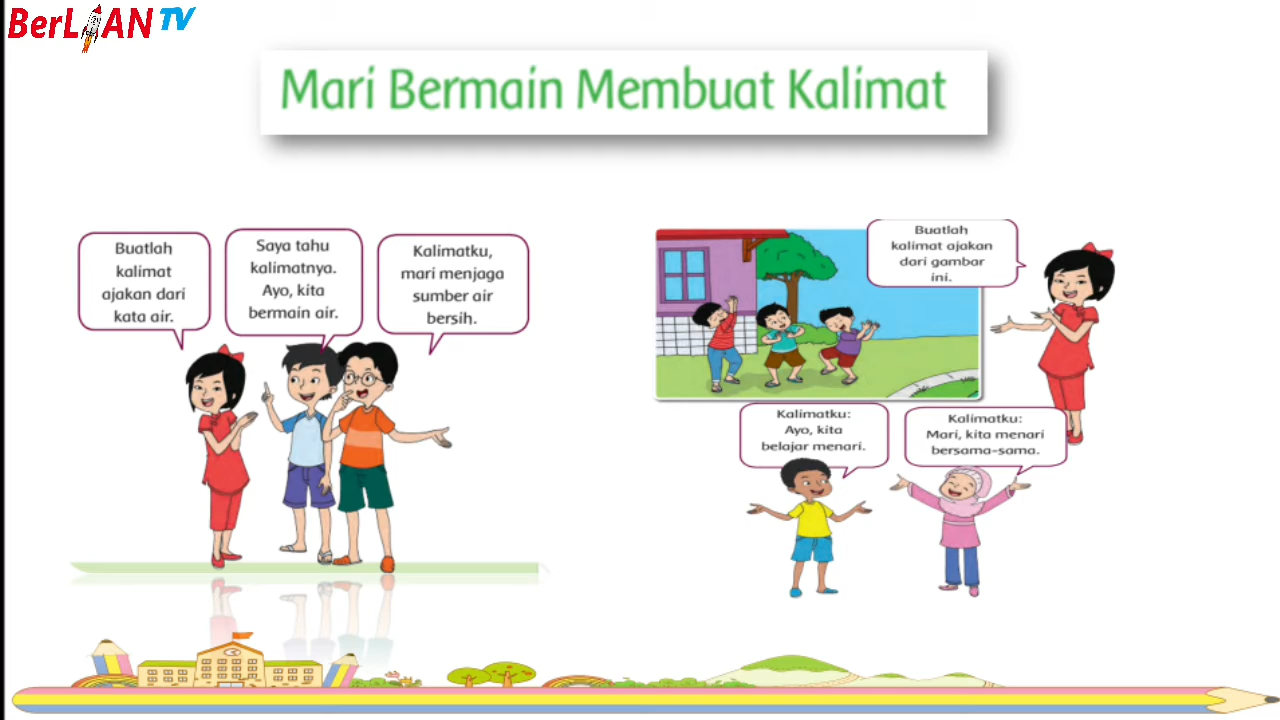 BerLIAN TV
Mari Bermain Membuat Kalimat
Buatlah
kalimat
ajakan dari
kata air.
Saya tahu
kalimatnya.
Ayo, kita
bermain air.
Kalimatku,
mari menjaga
sumber air
bersih.
Buatlah
kalimat ajakan
dari gambar
ini.
Kalimatku:
Ayo, kita
belajar menari.
Kalimatku:
Mari, kita menari
bersama-sama.